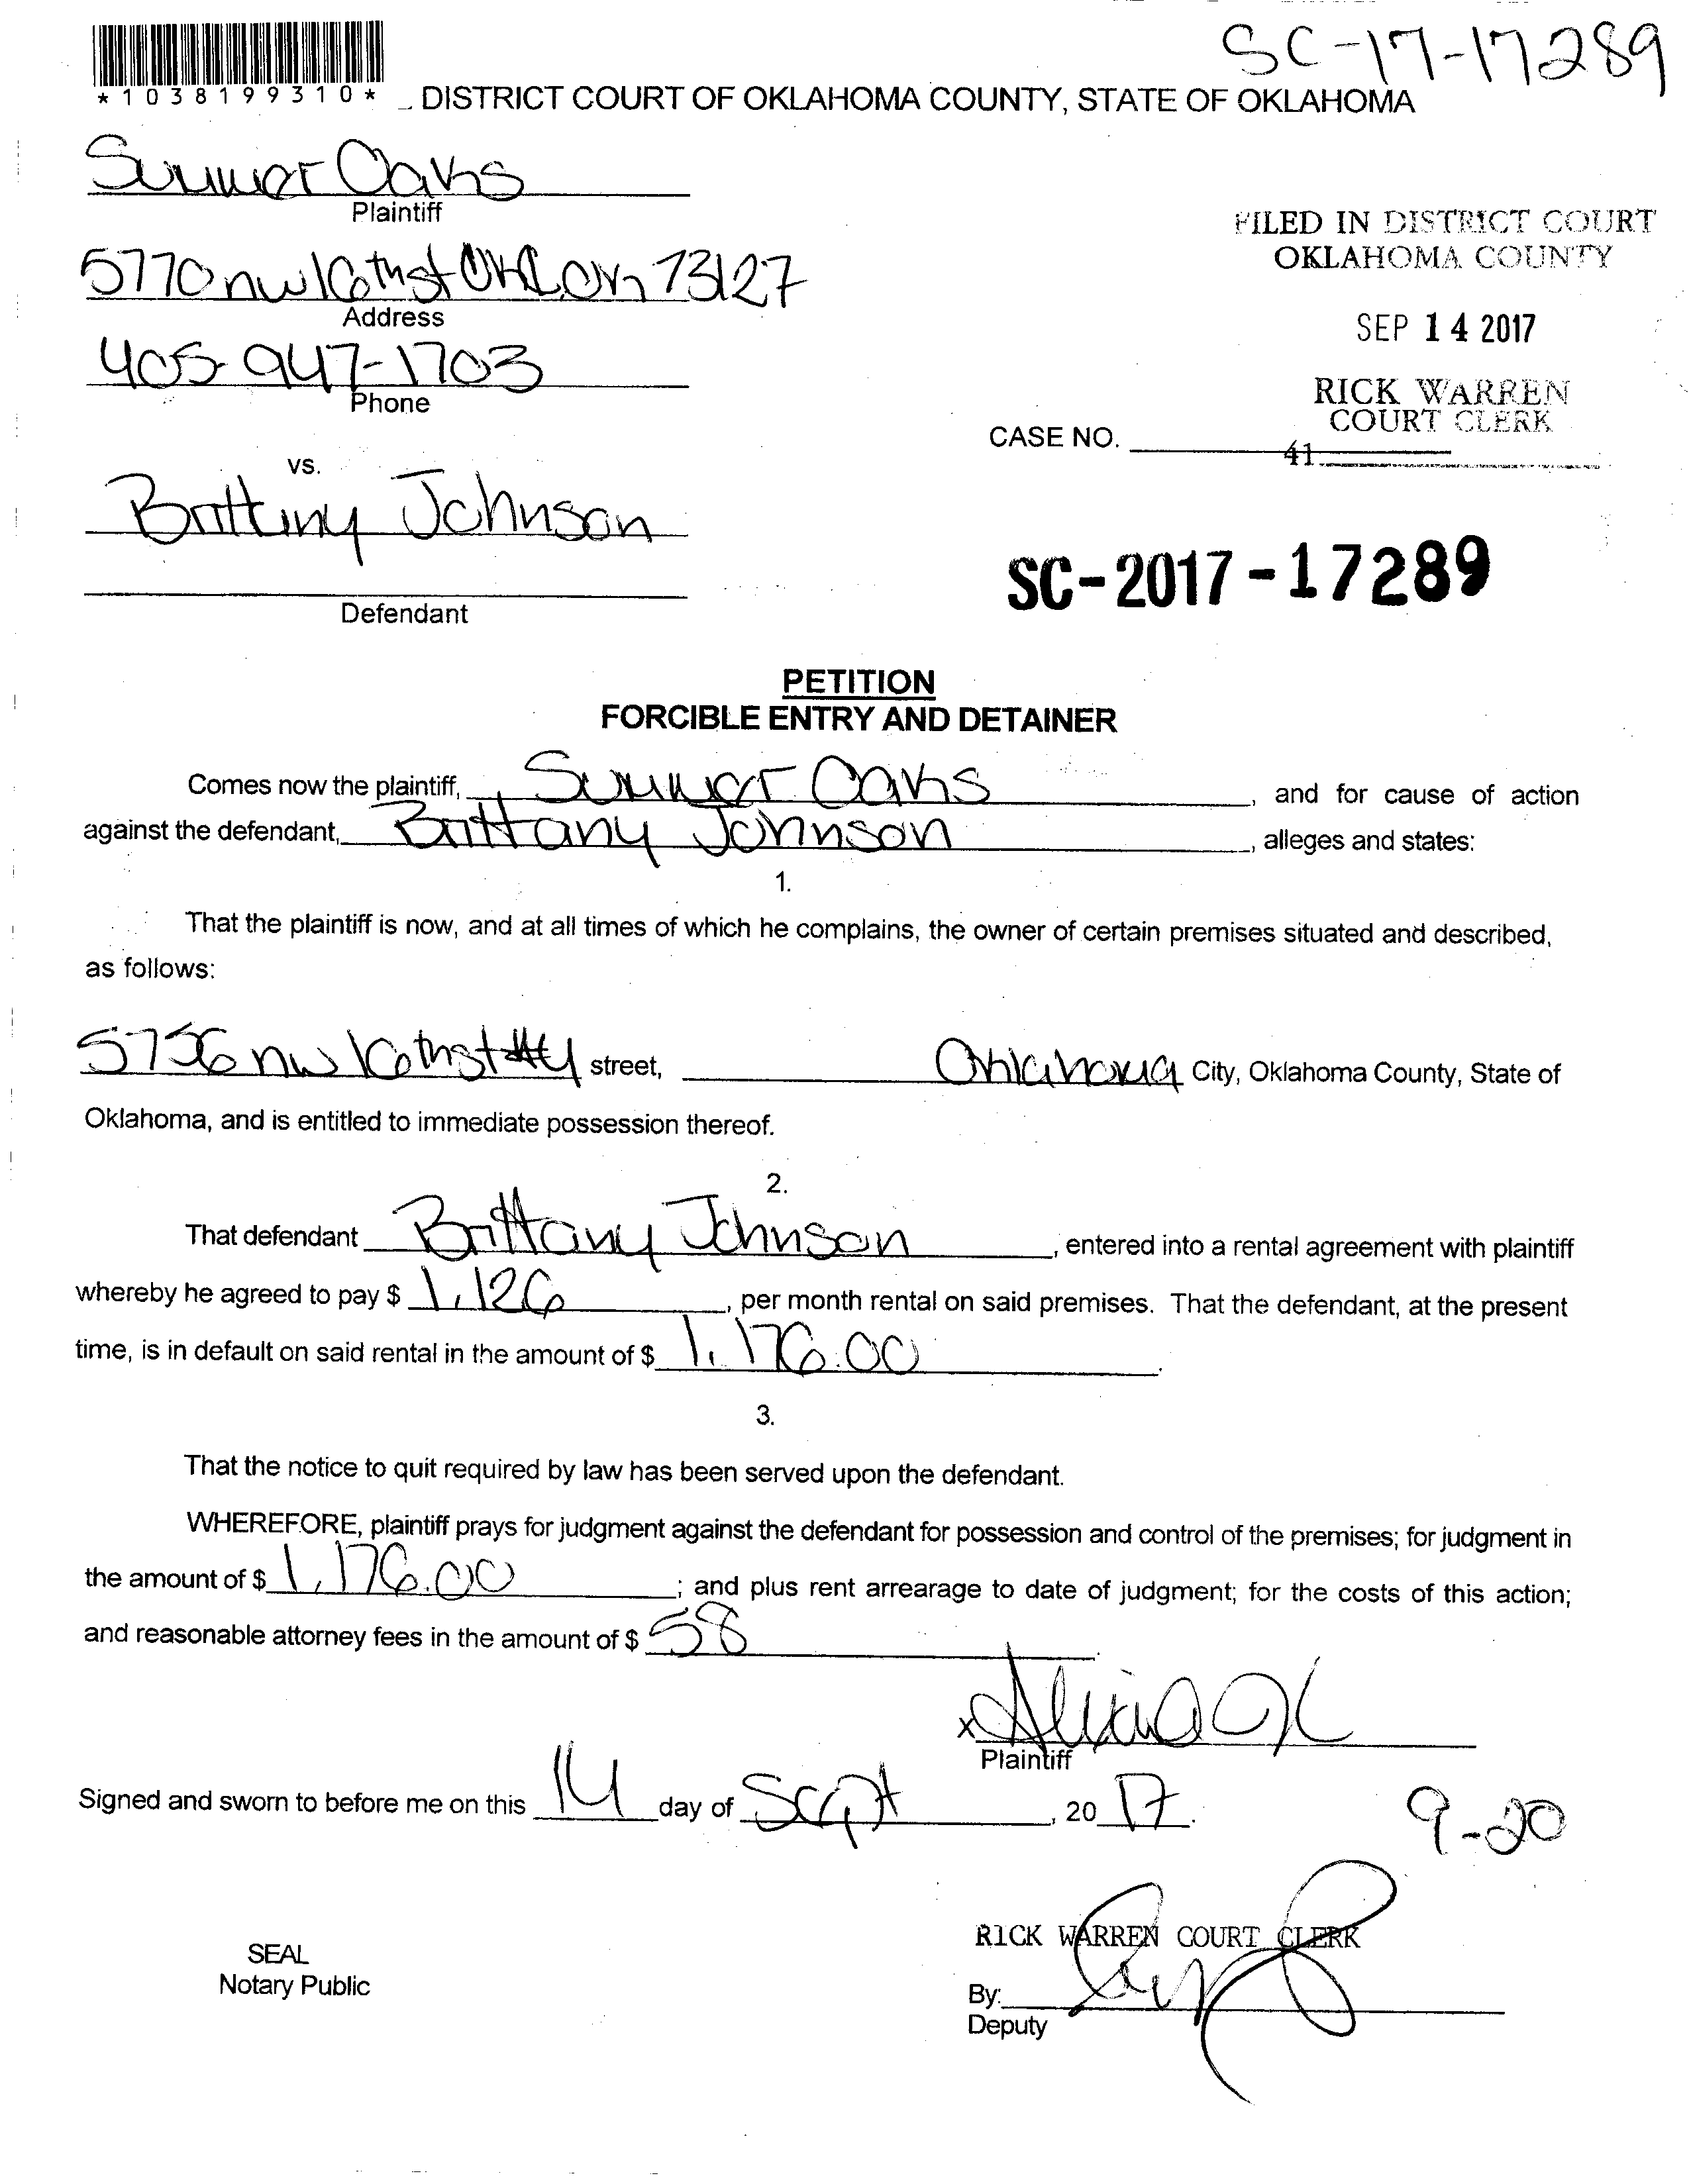 SC-17-17289
*1038199310*
DISTRICT COURT OF OKLAHOMA COUNTY, STATE OF OKLAHOMA
Summer Oaks
Plaintiff
FILED IN DISTRICT COURT
OKLAHOMA COUNTY
5770 nw 16th st OKC, OK 73127
Address
SEP 14 2017
405-947-1703
Phone
RICK WARREN
COURT CLERK
CASE NO.
41
vs.
Brittany Johnson
SC-2017-17289
Defendant
PETITION
FORCIBLE ENTRY AND DETAINER
Comes now the plaintiff, Summer Oaks, and for cause of action
against the defendant, Brittany Johnson, alleges and states:
1.
That the plaintiff is now, and at all times of which he complains, the owner of certain premises situated and described,
as follows:
5756 nw 16th st #4 street, Oklahoma City, Oklahoma County, State of
Oklahoma, and is entitled to immediate possession thereof.
2.
That defendant Brittany Johnson, entered into a rental agreement with plaintiff
whereby he agreed to pay $ 1,126, per month rental on said premises. That the defendant, at the present
time, is in default on said rental in the amount of $ 1,176.00.
3.
That the notice to quit required by law has been served upon the defendant.
WHEREFORE, plaintiff prays for judgment against the defendant for possession and control of the premises; for judgment in
the amount of $ 1,176.00; and plus rent arrearage to date of judgment; for the costs of this action;
and reasonable attorney fees in the amount of $ 58.
x
Plaintiff
Signed and sworn to before me on this 14 day of Sept, 20 17.
9-20
RICK WARREN COURT CLERK
SEAL
Notary Public
By:
Deputy